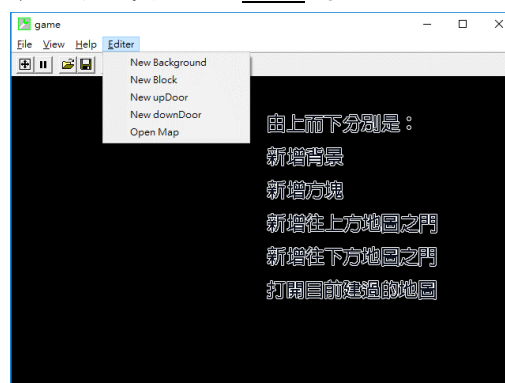 game
File View Help Editer
New Background
New Block
New upDoor
New downDoor
Open Map
由上而下分別是：
新增背景
新增方塊
新增往上方地圖之門
新增往下方地圖之門
打開目前建過的地圖